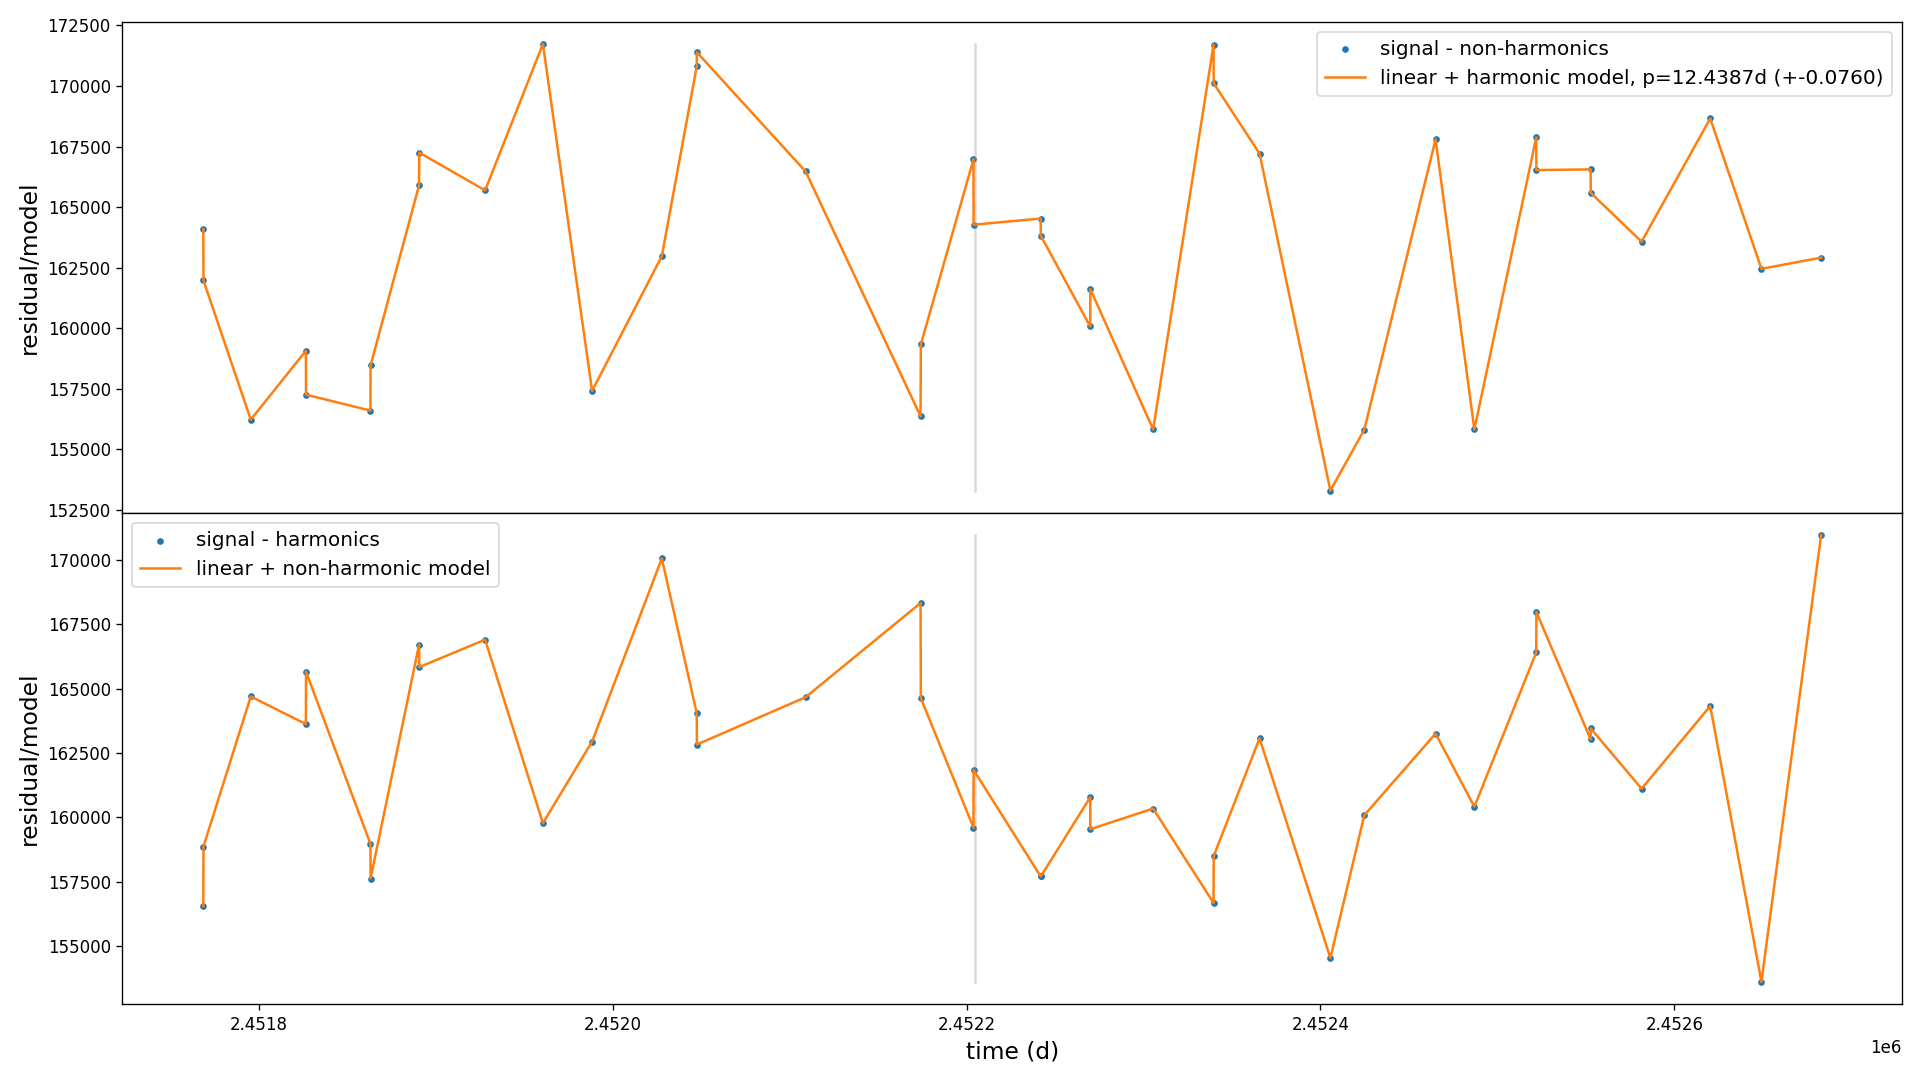 172500
170000
167500
165000
162500
160000
157500
155000
152500
residual/model
signal - non-harmonics
linear + harmonic model, p=12.4387d (+-0.0760)
170000
167500
165000
162500
160000
157500
155000
residual/model
signal - harmonics
linear + non-harmonic model
2.4518 2.4520 2.4522 2.4524 2.4526
1e6
time (d)